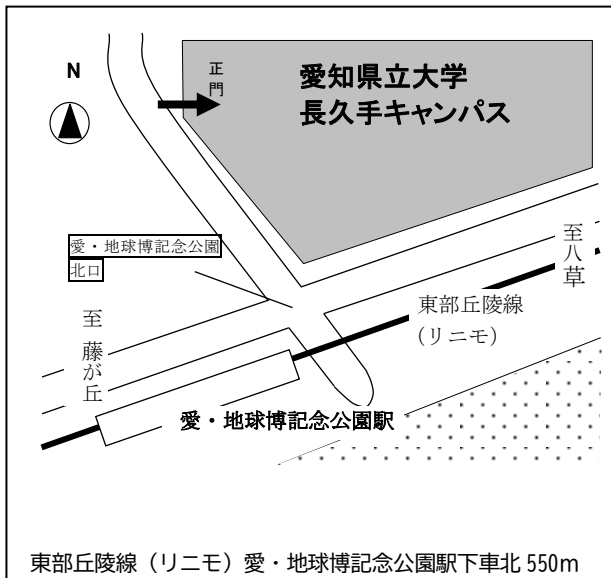 N
正門
愛知県立大学
長久手キャンパス
愛・地球博記念公園
北口
至八草
東部丘陵線
(リニモ)
至 藤が丘
愛・地球博記念公園駅
東部丘陵線（リニモ）愛・地球博記念公園駅下車北 550m